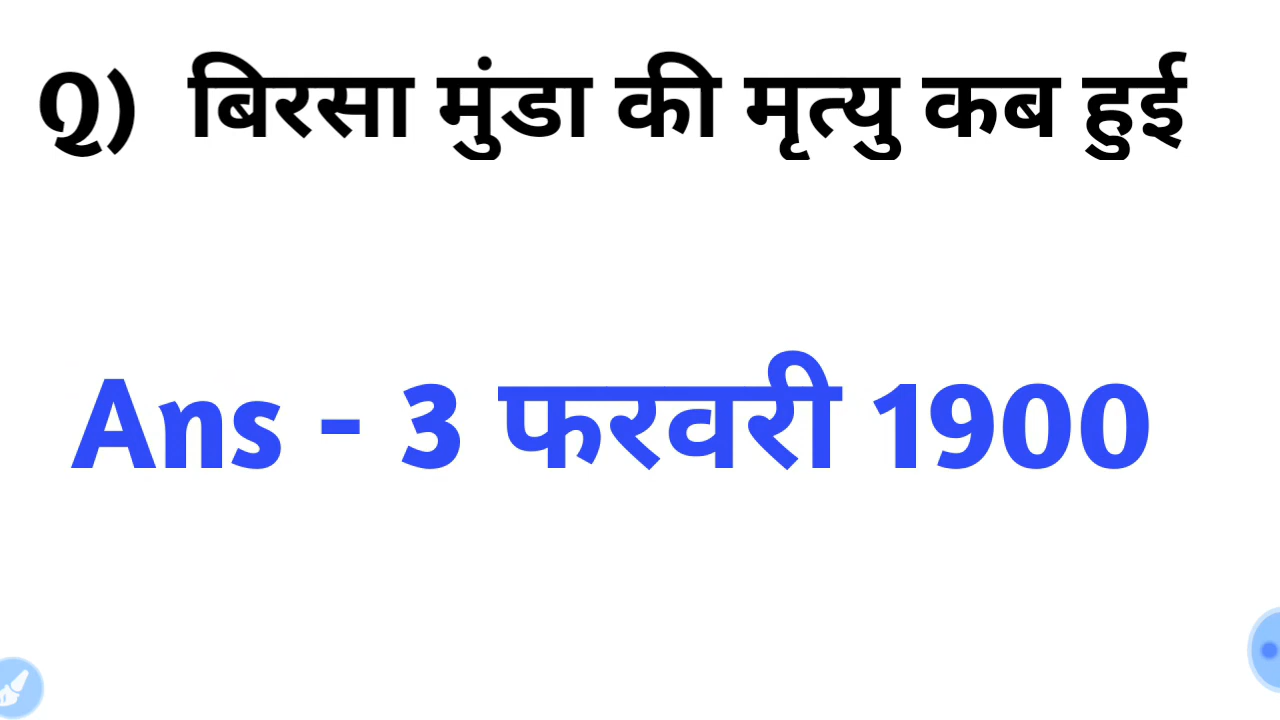 Q) बिरसा मुंडा की मृत्यु कब हुई
Ans - 3 फरवरी 1900